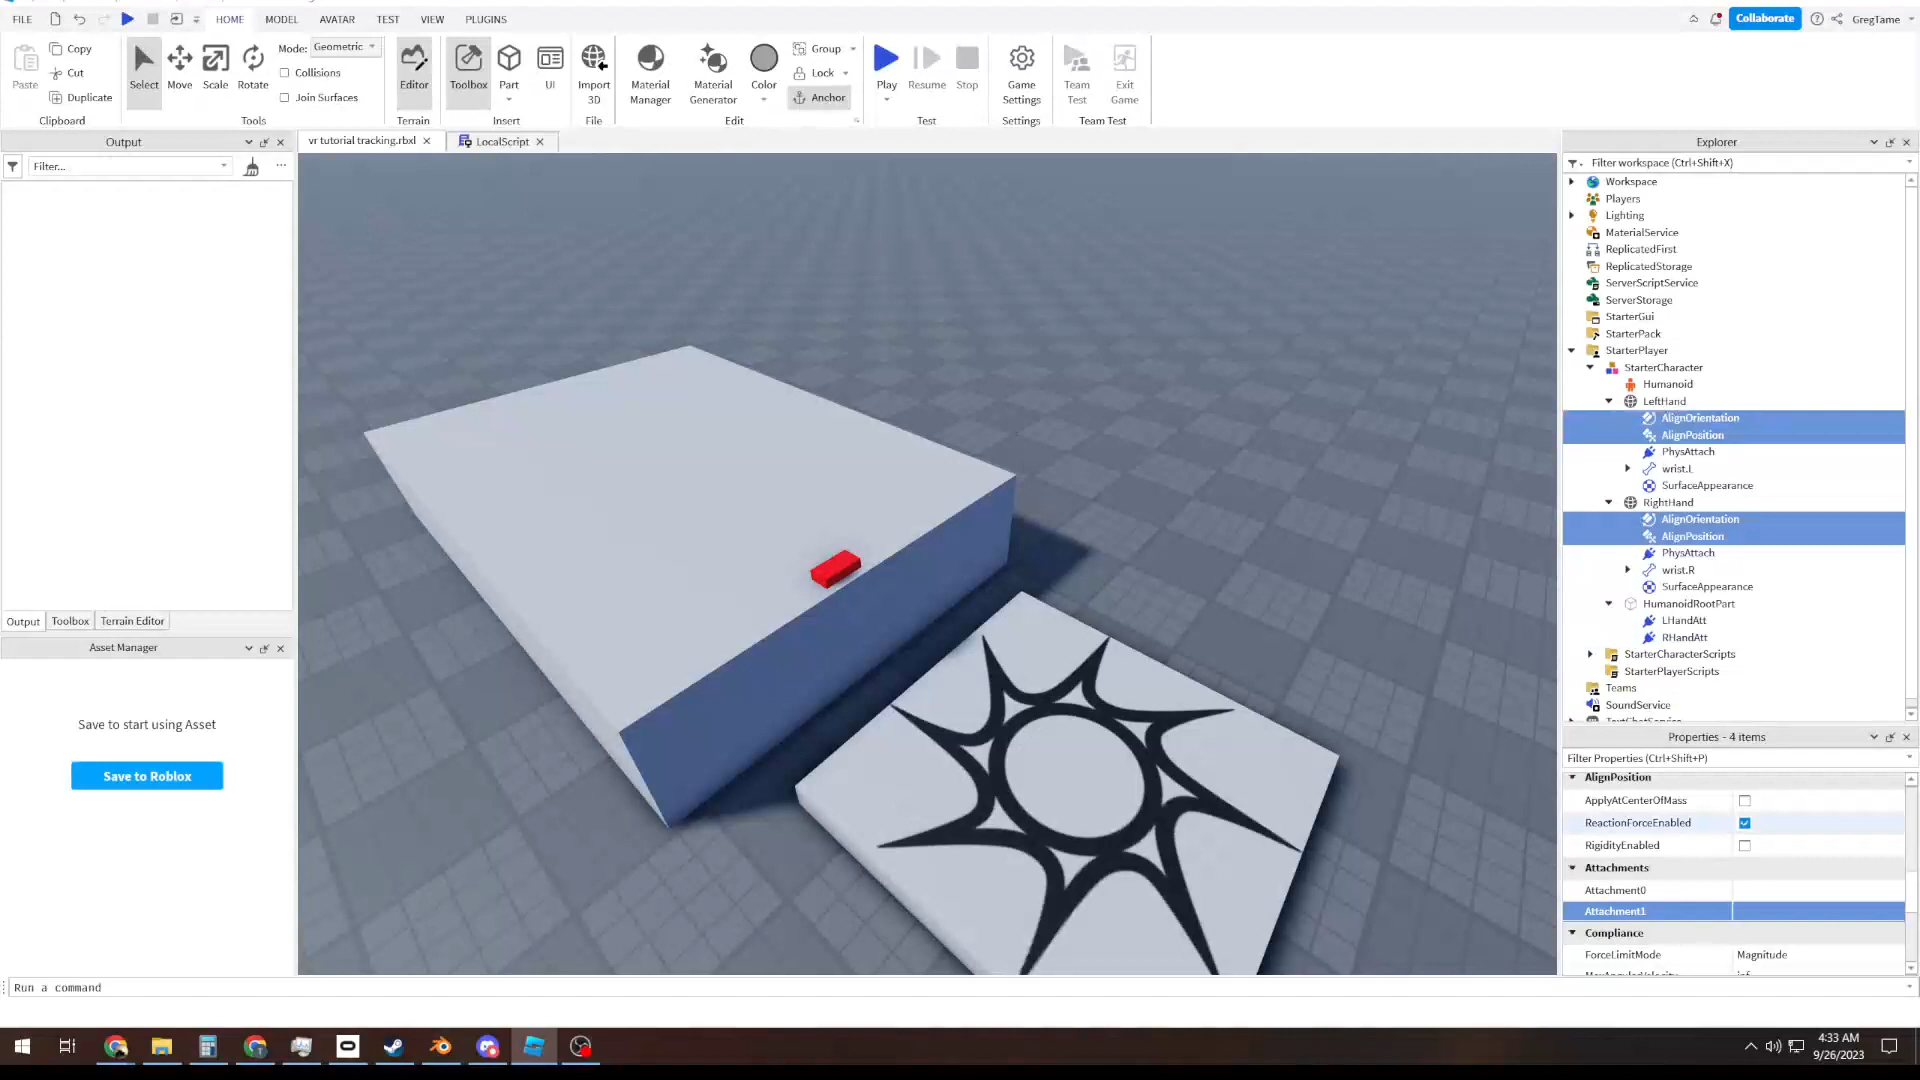 FILE
HOME
MODEL
AVATAR
TEST
VIEW
PLUGINS
Collaborate
GregTame
Paste
Copy
Cut
Duplicate
Clipboard
Select
Move
Scale
Rotate
Mode:
Geometric
Collisions
Join Surfaces
Tools
Editor
Terrain
Toolbox
Part
UI
Insert
Import
3D
File
Material
Manager
Material
Generator
Color
Group
Lock
Anchor
Edit
Play
Resume
Stop
Test
Game
Settings
Settings
Team
Test
Exit
Game
Team Test
Output
Filter...
vr tutorial tracking.rbxl
LocalScript
Explorer
Filter workspace (Ctrl+Shift+X)
Workspace
Players
Lighting
MaterialService
ReplicatedFirst
ReplicatedStorage
ServerScriptService
ServerStorage
StarterGui
StarterPack
StarterPlayer
StarterCharacter
Humanoid
LeftHand
AlignOrientation
AlignPosition
PhysAttach
wrist.L
SurfaceAppearance
RightHand
AlignOrientation
AlignPosition
PhysAttach
wrist.R
SurfaceAppearance
HumanoidRootPart
LHandAtt
RHandAtt
StarterCharacterScripts
StarterPlayerScripts
Teams
SoundService
Output
Toolbox
Terrain Editor
Asset Manager
Save to start using Asset
Save to Roblox
Properties - 4 items
Filter Properties (Ctrl+Shift+P)
AlignPosition
ApplyAtCenterOfMass
ReactionForceEnabled
RigidityEnabled
Attachments
Attachment0
Attachment1
Compliance
ForceLimitMode
Magnitude
Run a command
4:33 AM
9/26/2023